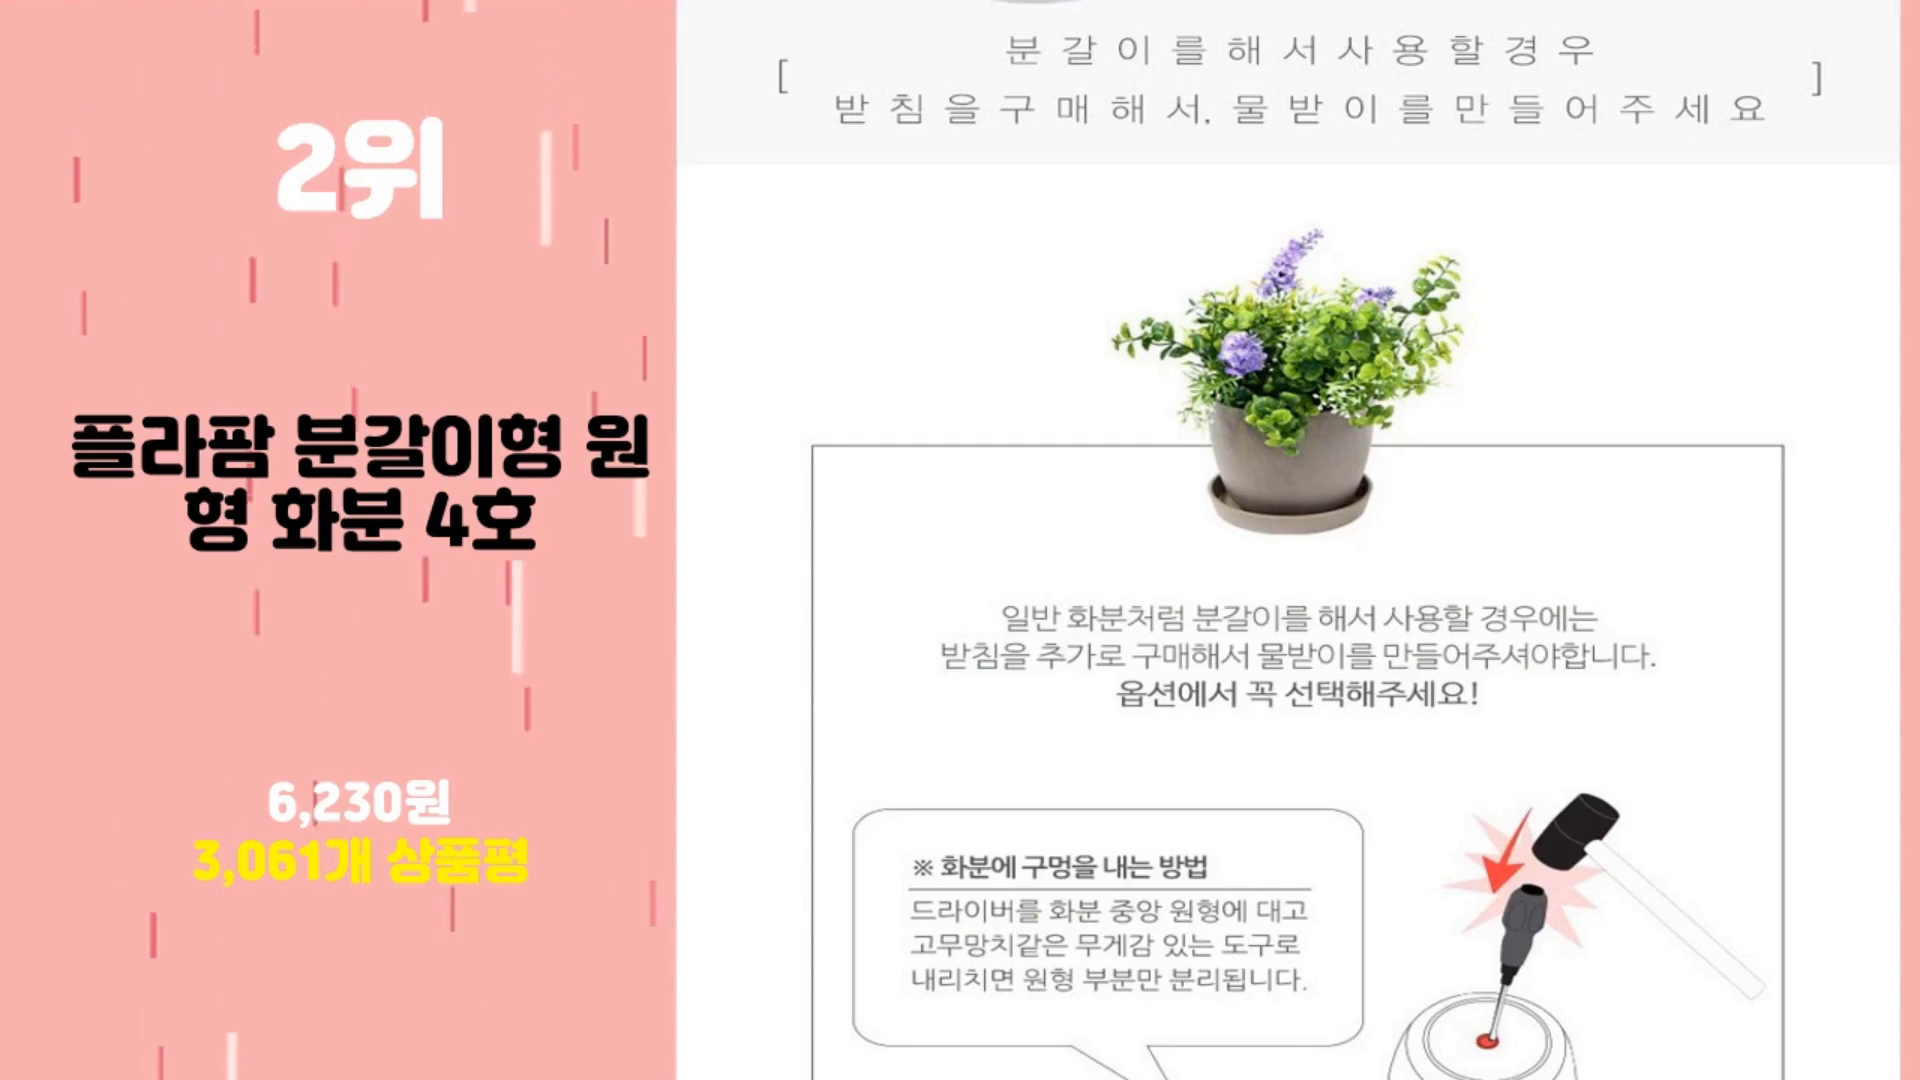 2위
플라팜 분갈이형 원
형 화분 4호
6,230원
3,061개 상품평
[ 분갈이를해서사용할경우
받침을구매해서, 물받이를만들어주세요 ]
일반 화분처럼 분갈이를 해서 사용할 경우에는
받침을 추가로 구매해서 물받이를 만들어주셔야합니다.
옵션에서 꼭 선택해주세요!
※ 화분에 구멍을 내는 방법
드라이버를 화분 중앙 원형에 대고
고무망치같은 무게감 있는 도구로
내리치면 원형 부분만 분리됩니다.